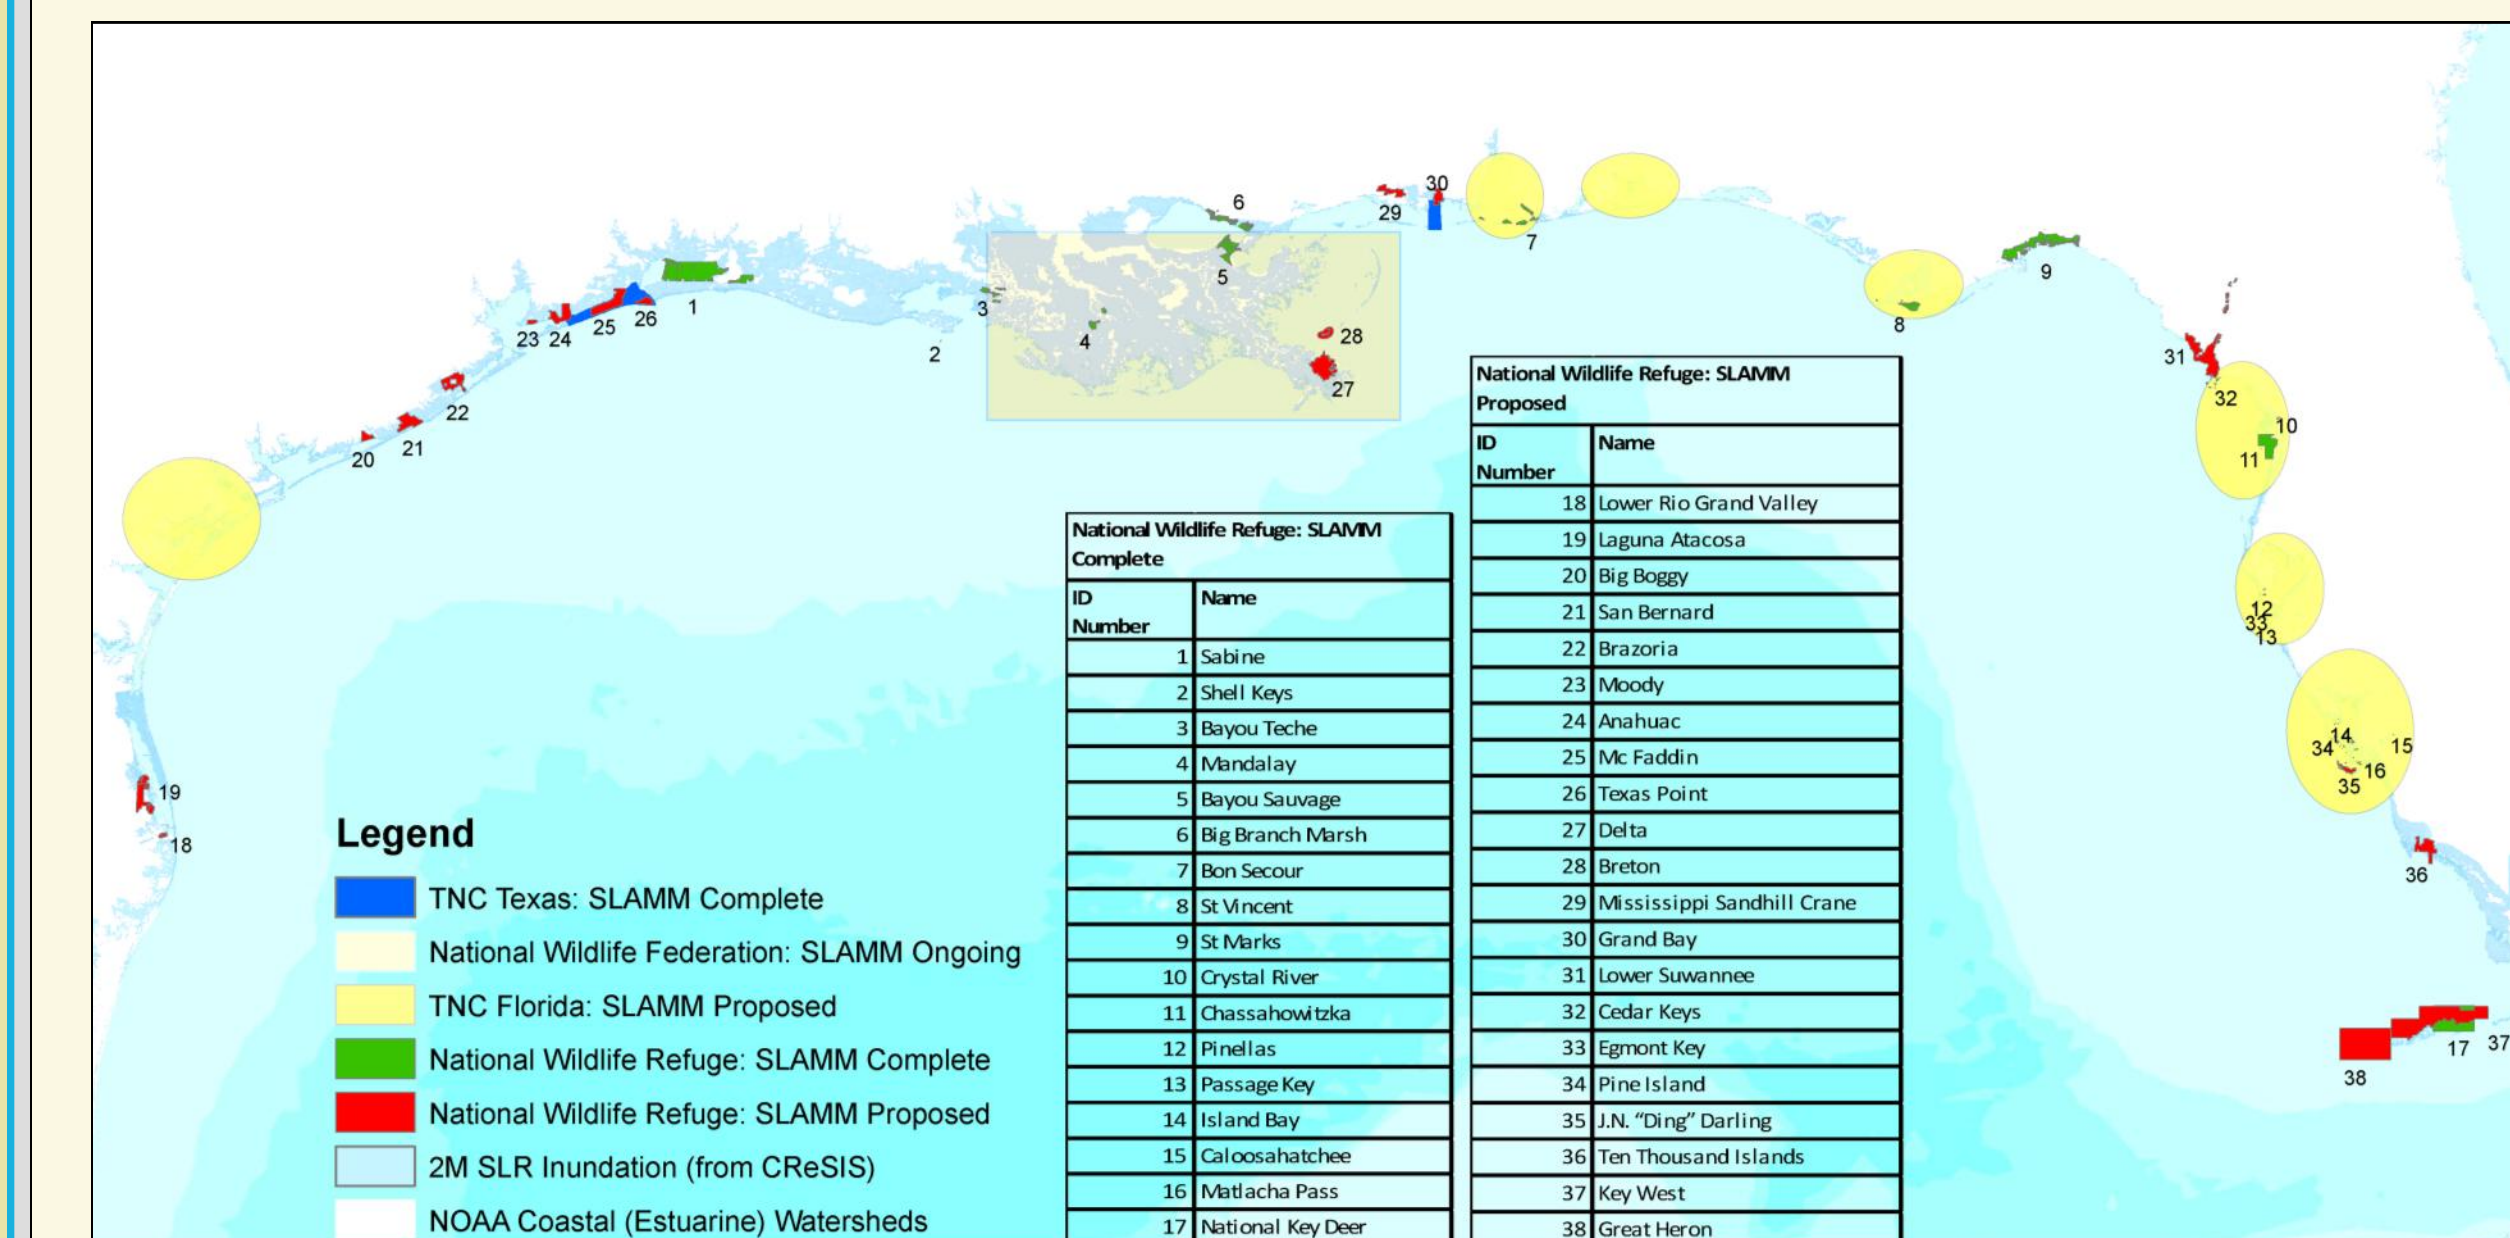 30
6
29
7
5
9
1
3
26
25
8
24
23
4
28
2
31
27
32
22
10
21
11
20
12
33
13
14
34
15
16
35
19
18
36
17
37
38
National Wildlife Refuge: SLAMM
Proposed
ID
Number
Name
18 Lower Rio Grand Valley
19 Laguna Atacosa
20 Big Boggy
21 San Bernard
22 Brazoria
23 Moody
24 Anahuac
25 Mc Faddin
26 Texas Point
27 Delta
28 Breton
29 Mississippi Sandhill Crane
30 Grand Bay
31 Lower Suwannee
32 Cedar Keys
33 Egmont Key
34 Pine Island
35 J.N. “Ding” Darling
36 Ten Thousand Islands
37 Key West
38 Great Heron
National Wildlife Refuge: SLAMM
Complete
ID
Number
Name
1 Sabine
2 Shell Keys
3 Bayou Teche
4 Mandalay
5 Bayou Sauvage
6 Big Branch Marsh
7 Bon Secour
8 St Vincent
9 St Marks
10 Crystal River
11 Chassahowitzka
12 Pinellas
13 Passage Key
14 Island Bay
15 Caloosahatchee
16 Matlacha Pass
17 National Key Deer
Legend
TNC Texas: SLAMM Complete
National Wildlife Federation: SLAMM Ongoing
TNC Florida: SLAMM Proposed
National Wildlife Refuge: SLAMM Complete
National Wildlife Refuge: SLAMM Proposed
2M SLR Inundation (from CReSIS)
NOAA Coastal (Estuarine) Watersheds